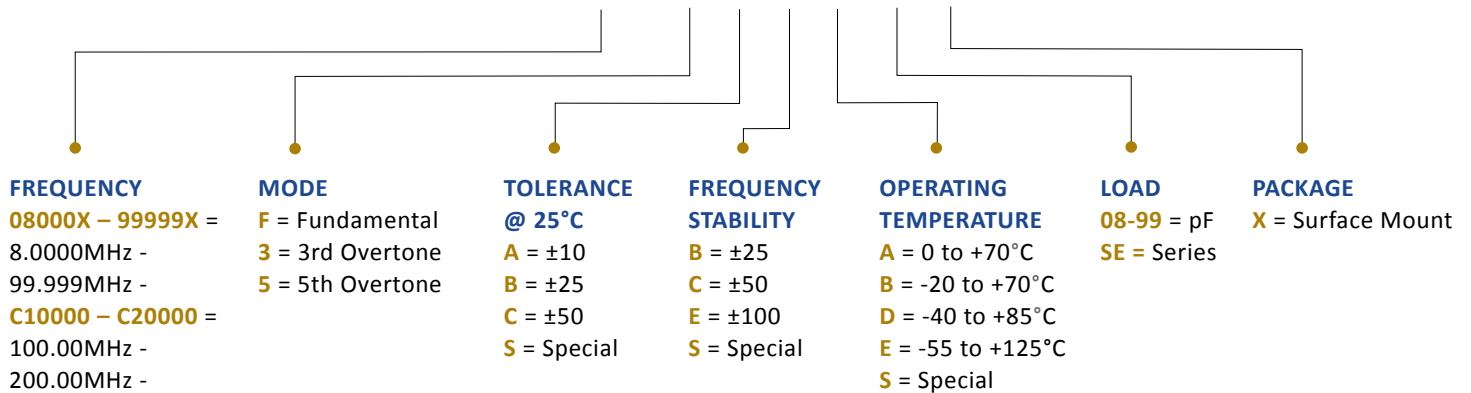 FREQUENCY
08000X – 99999X =
8.0000MHz -
99.999MHz -
C10000 – C20000 =
100.00MHz -
200.00MHz -
MODE
F = Fundamental
3 = 3rd Overtone
5 = 5th Overtone
TOLERANCE
@ 25°C
A = ±10
B = ±25
C = ±50
S = Special
FREQUENCY
STABILITY
B = ±25
C = ±50
E = ±100
S = Special
OPERATING
TEMPERATURE
A = 0 to +70°C
B = -20 to +70°C
D = -40 to +85°C
E = -55 to +125°C
S = Special
LOAD
08-99 = pF
SE = Series
PACKAGE
X = Surface Mount